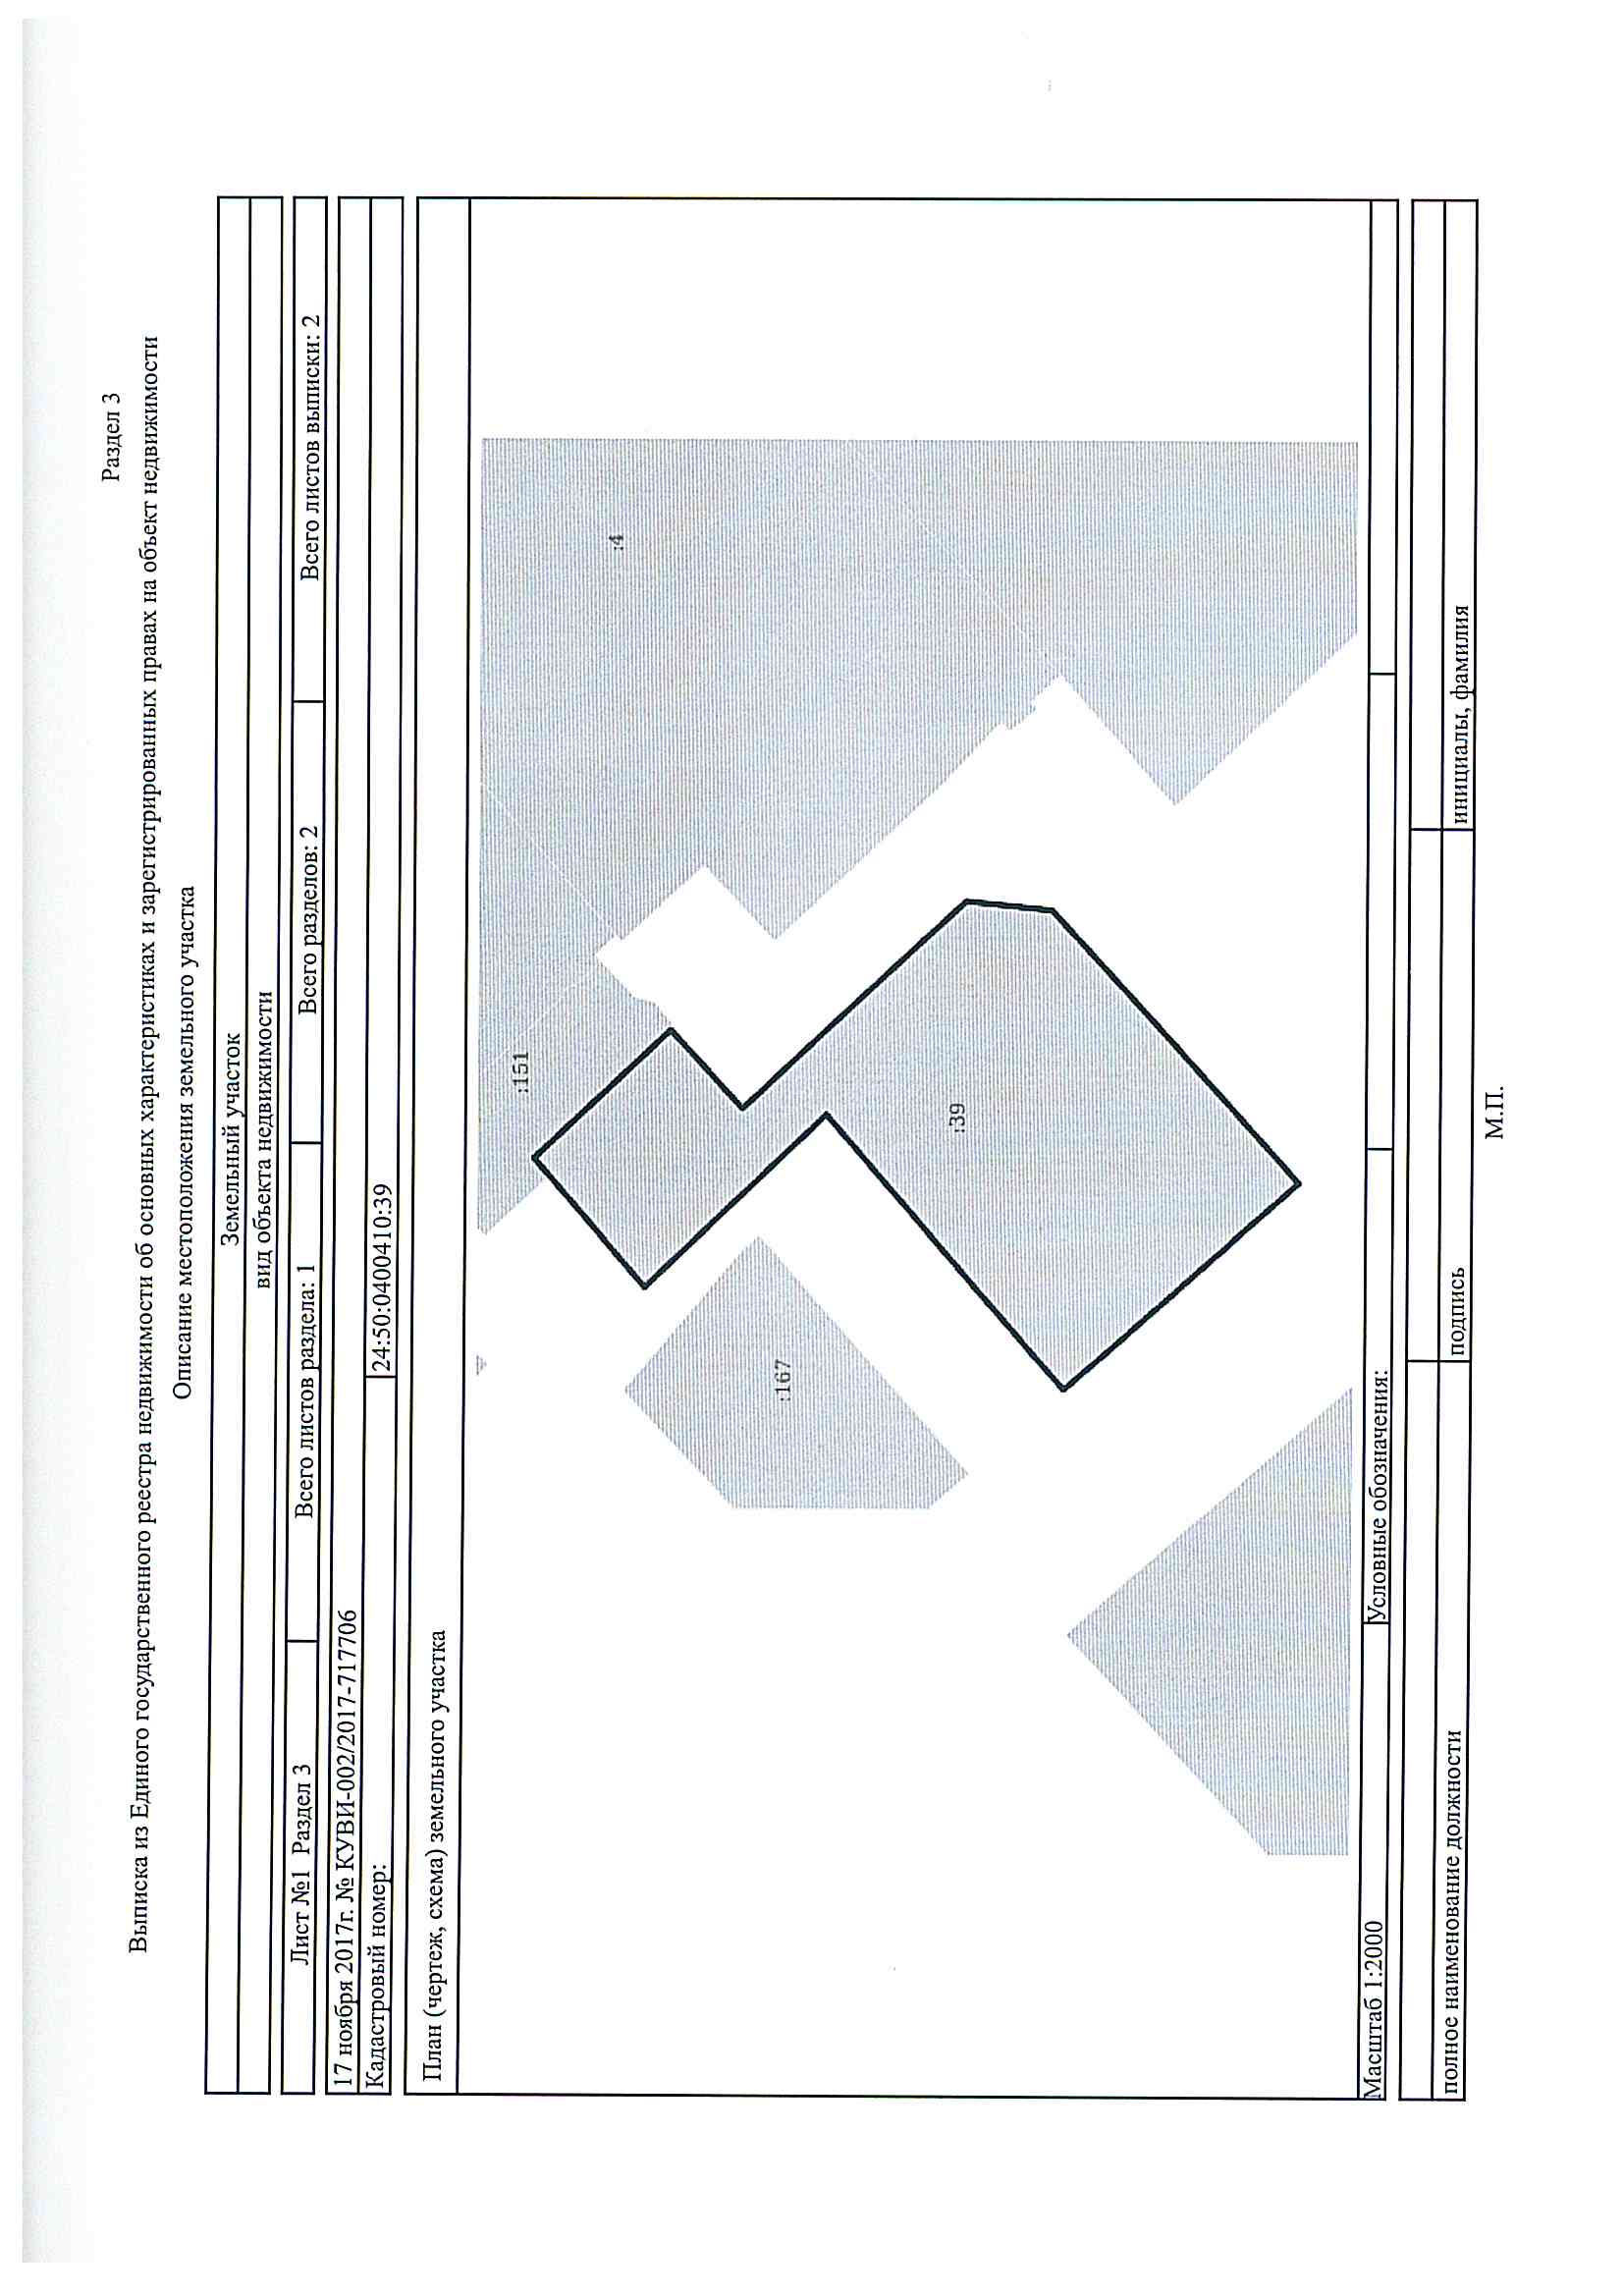 Раздел 3
Выписка из Единого государственного реестра недвижимости об основных характеристиках и зарегистрированных правах на объект недвижимости
Описание местоположения земельного участка
Земельный участок
вид объекта недвижимости
Лист №1 Раздел 3 Всего листов раздела: 1 Всего разделов: 2 Всего листов выписки: 2
17 ноября 2017г. № КУВИ-002/2017-717706
Кадастровый номер: 24:50:0400410:39
План (чертеж, схема) земельного участка
:151
:4
:167
:39
Масштаб 1:2000 Условные обозначения:
полное наименование должности подпись инициалы, фамилия
М.П.